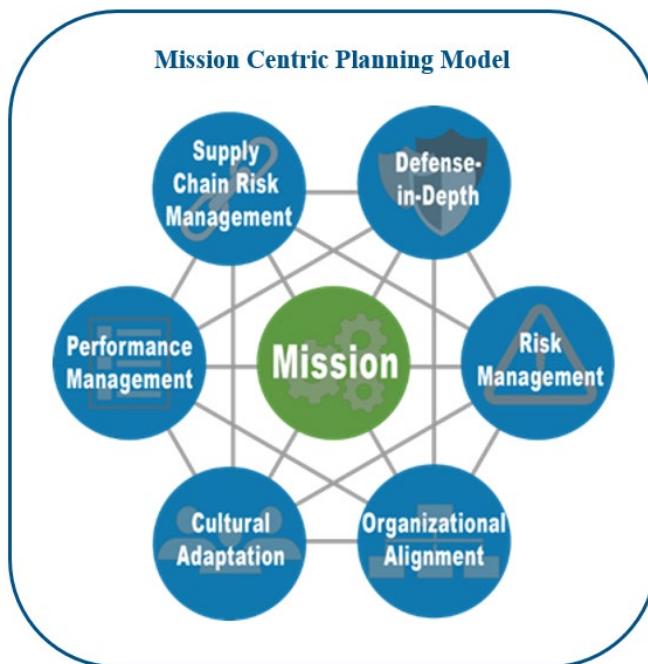 Mission Centric Planning Model
Supply
Chain Risk
Management
Defense-
in-Depth
Performance
Management
Mission
Risk
Management
Cultural
Adaptation
Organizational
Alignment